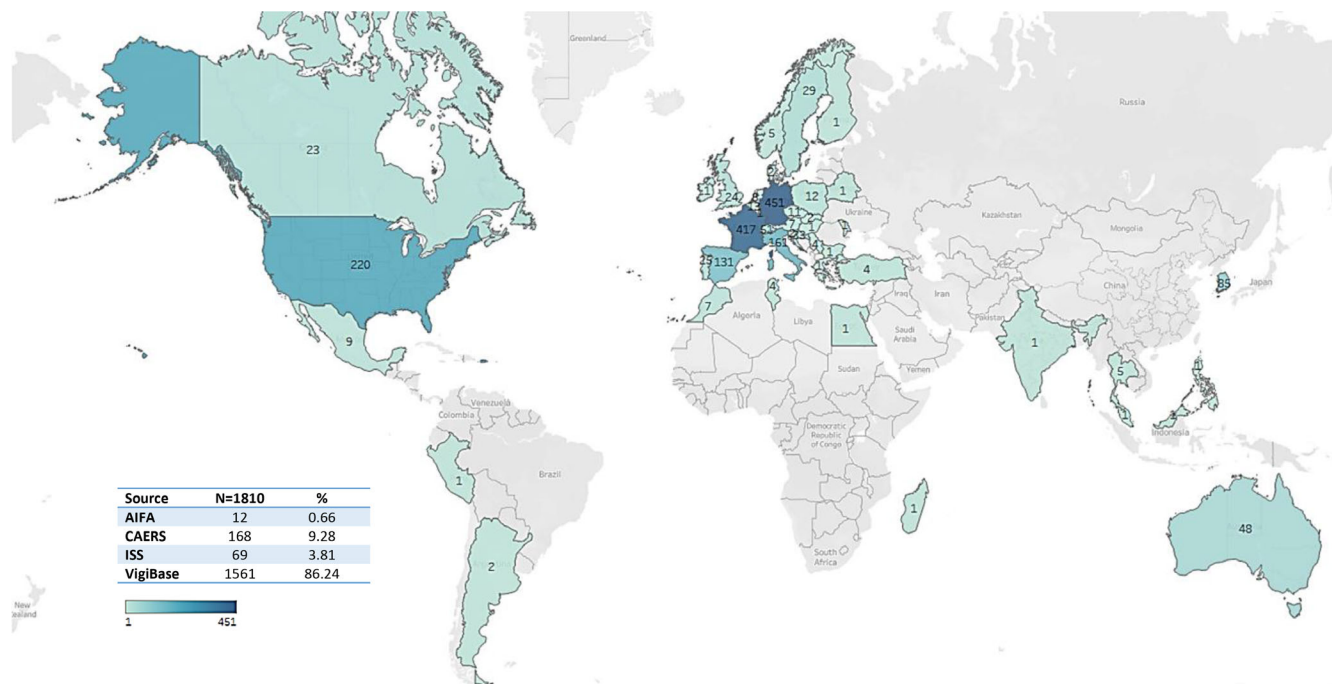 Greenland
Russia
29
5
1
23
24
12
1
451
Ukraine
Kazakhstan
Mongolia
417
161
220
25
131
4
85
Japan
China
Iraq
Iran
4
7
Algeria
Libya
1
Pakistan
Saudi
Arabia
9
1
Sudan
Yemen
5
Venezuela
Colombia
Democratic
Republic
of Congo
Indonesia
Brazil
1
1
48
South
Africa
2
Source N=1810 %
AIFA 12 0.66
CAERS 168 9.28
ISS 69 3.81
VigiBase 1561 86.24
1 451
New